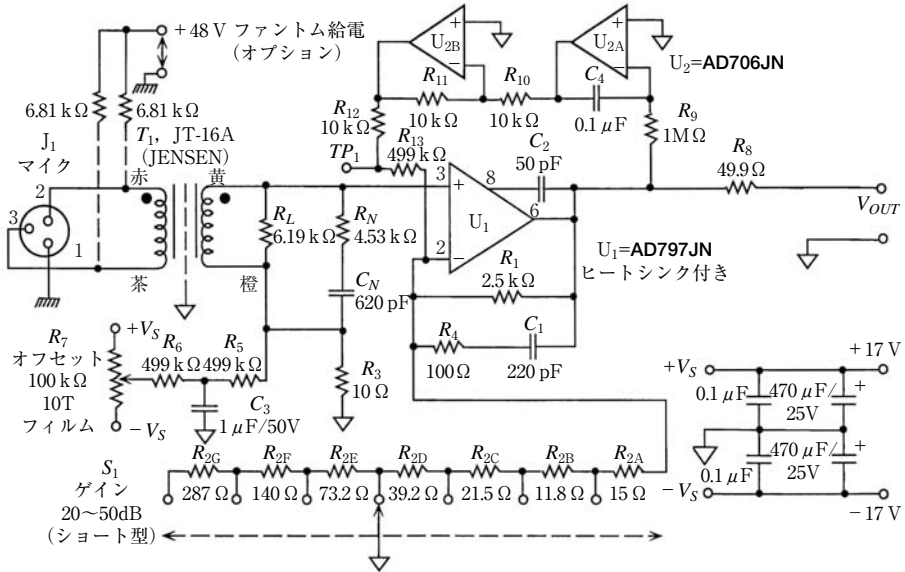 +48V ファントム給電
(オプション)
6.81 kΩ
6.81 kΩ
J1
マイク
T1, JT-16A
(JENSEN)
赤
黄
茶
橙
2
3
1
RL
6.19 kΩ
RN
4.53 kΩ
CN
620 pF
R3
10Ω
U2B
+
−
U2A
+
−
U2=AD706JN
R11
10 kΩ
R10
10 kΩ
C4
0.1 μF
R12
10 kΩ
R13
499 kΩ
TP1
R9
1MΩ
C2
50 pF
R8
49.9 Ω
VOUT
3
+
8
U1
6
2
−
U1=AD797JN
ヒートシンク付き
R1
2.5 kΩ
R4
100Ω
C1
220 pF
R7
オフセット
100 kΩ
10T
フィルム
+VS
−VS
R6
499 kΩ
R5
499 kΩ
C3
1 μF/50V
S1
ゲイン
20〜50dB
(ショート型)
R2G
287 Ω
R2F
140 Ω
R2E
73.2 Ω
R2D
39.2 Ω
R2C
21.5 Ω
R2B
11.8 Ω
R2A
15 Ω
+VS
+17 V
0.1 μF
470 μF/
25V
+
0.1 μF
470 μF/
25V
+
−VS
−17 V